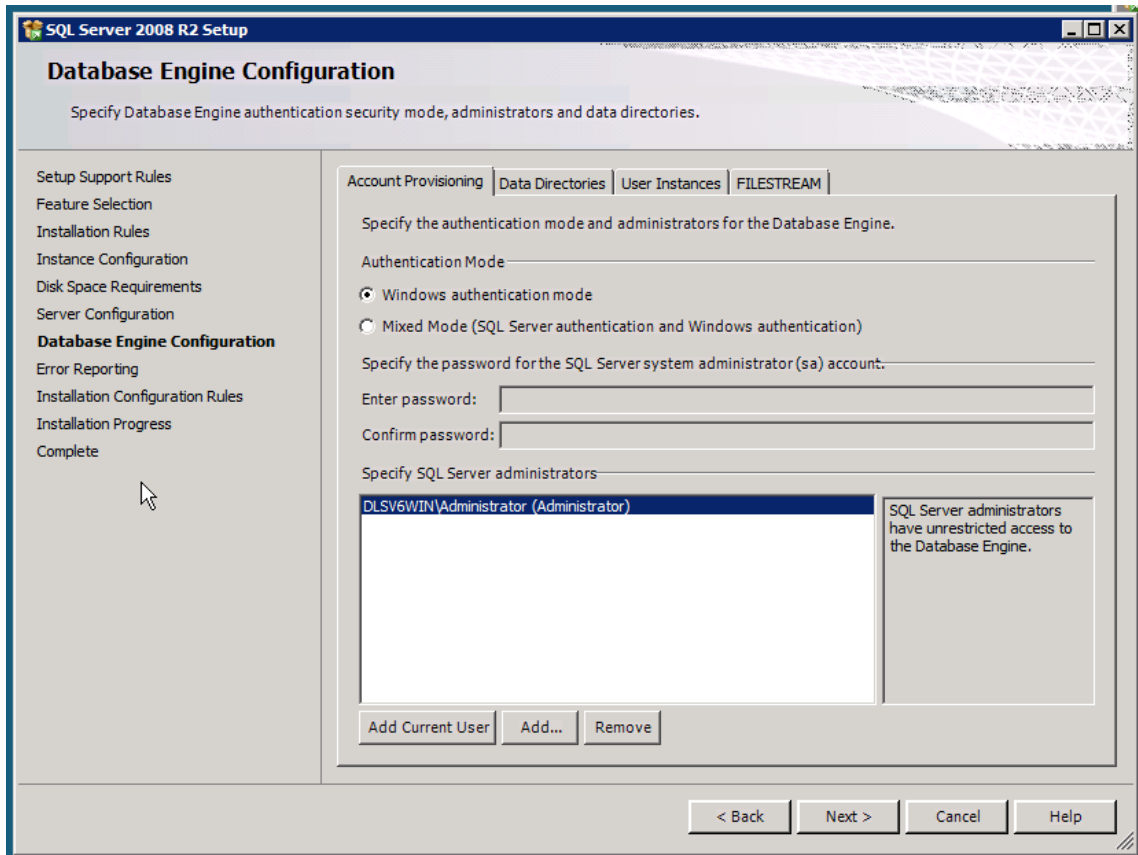 SQL Server 2008 R2 Setup
Database Engine Configuration
Specify Database Engine authentication security mode, administrators and data directories.
Setup Support Rules
Feature Selection
Installation Rules
Instance Configuration
Disk Space Requirements
Server Configuration
Database Engine Configuration
Error Reporting
Installation Configuration Rules
Installation Progress
Complete
Account Provisioning Data Directories User Instances FILESTREAM
Specify the authentication mode and administrators for the Database Engine.
Authentication Mode
Windows authentication mode
Mixed Mode (SQL Server authentication and Windows authentication)
Specify the password for the SQL Server system administrator (sa) account.
Enter password:
Confirm password:
Specify SQL Server administrators
DLSV6WIN\Administrator (Administrator)
SQL Server administrators
have unrestricted access to
the Database Engine.
Add Current User Add... Remove
< Back Next > Cancel Help